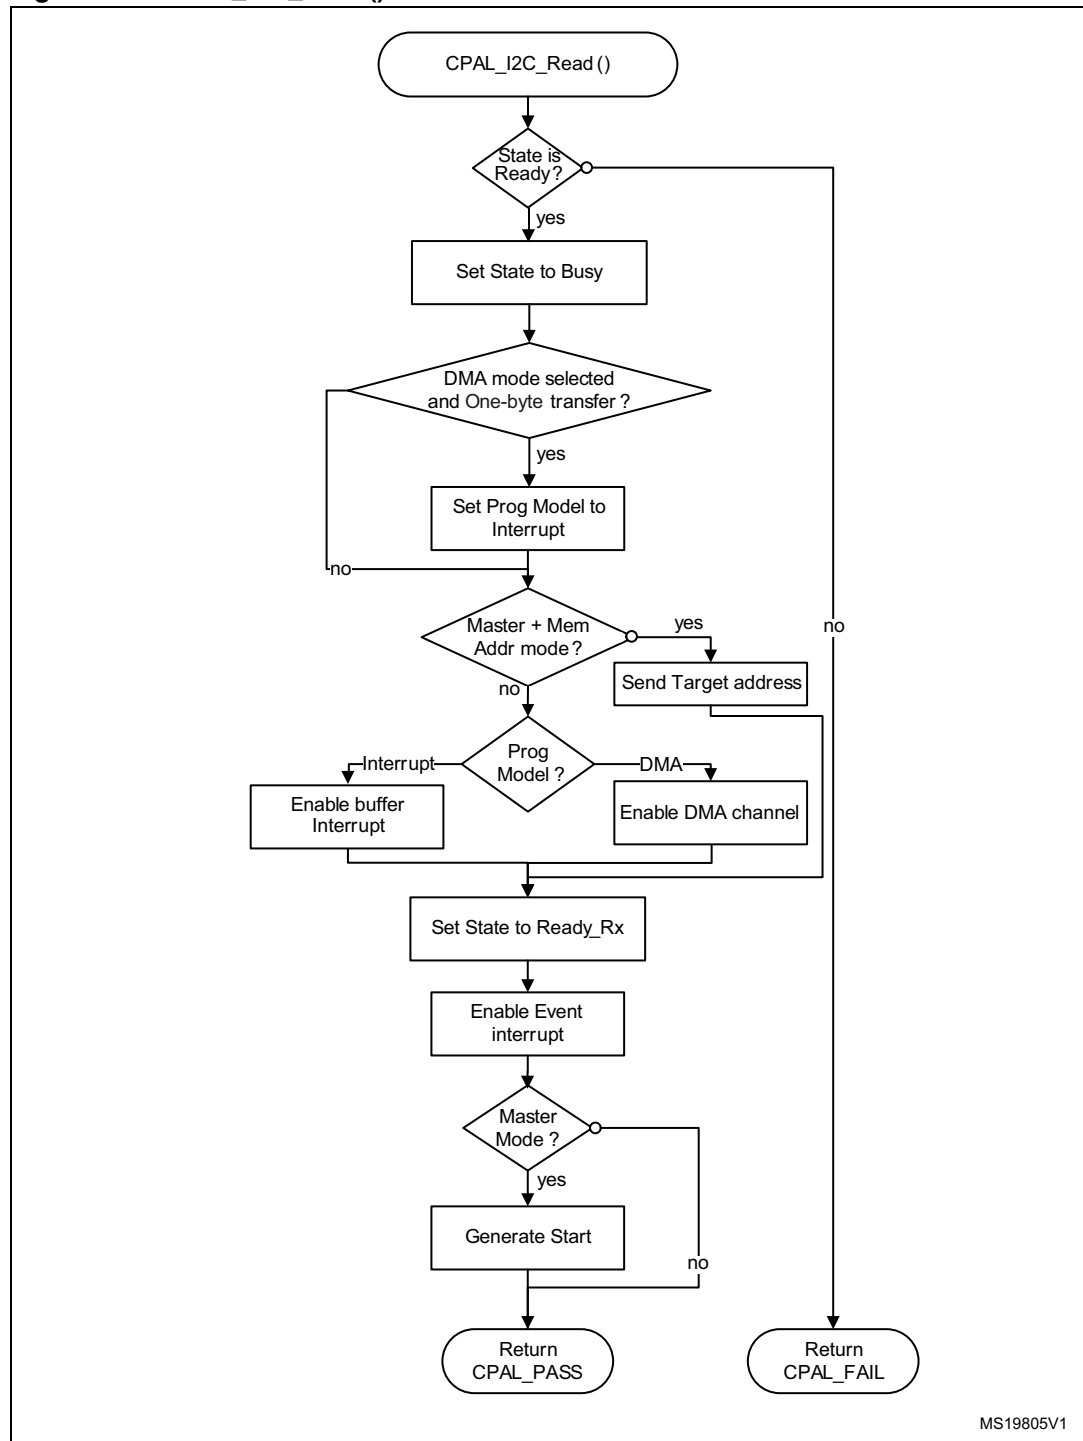 CPAL_I2C_Read ()
State is
Ready?
no
yes
Set State to Busy
DMA mode selected
and One-byte transfer ?
yes
Set Prog Model to
Interrupt
no
Master + Mem
Addr mode ?
yes
no
Send Target address
no
Prog
Model ?
Interrupt
DMA
Enable buffer
Interrupt
Enable DMA channel
Set State to Ready_Rx
Enable Event
interrupt
Master
Mode ?
yes
Generate Start
no
Return
CPAL_PASS
Return
CPAL_FAIL
MS19805V1